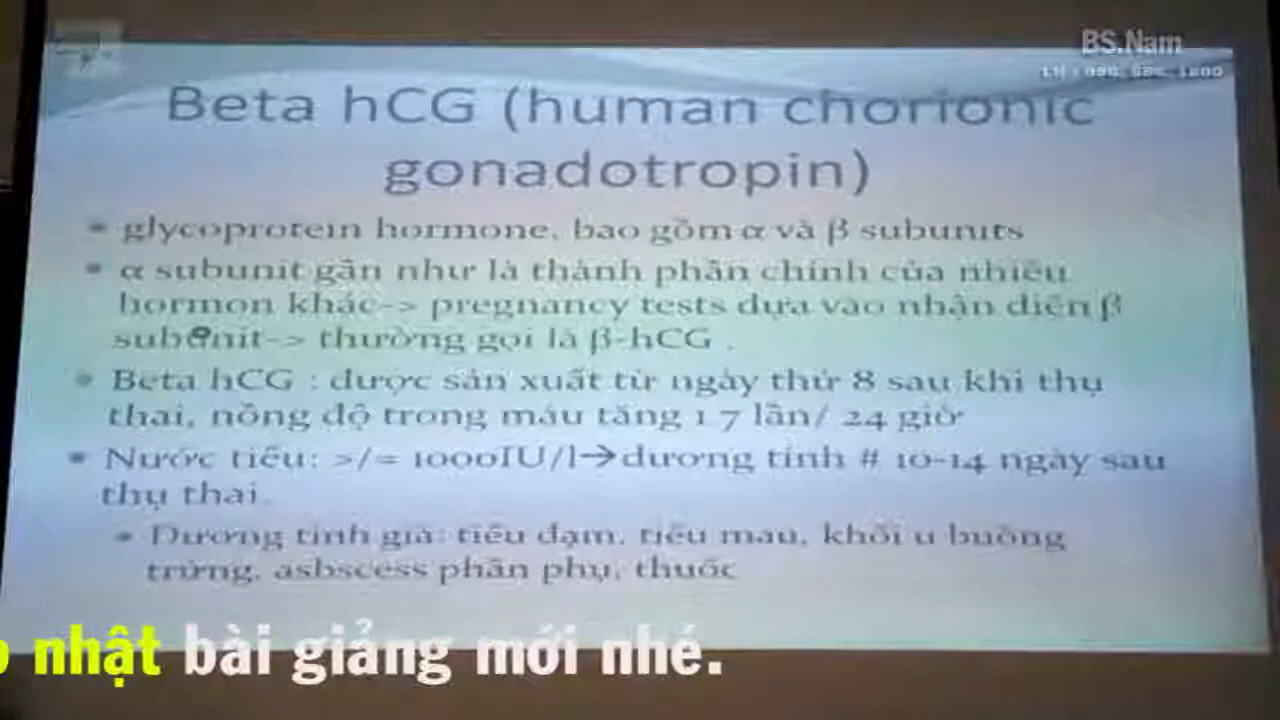 BS.Nam
Beta hCG (human chorionic
gonadotropin)
glycoprotein hormone, bao gồm α và β subunits
α subunit gần như là thành phần chính của nhiều
hormon khác-> pregnancy tests dựa vào nhận diện β
subunit-> thường gọi là β-hCG .
Beta hCG : được sản xuất từ ngày thứ 8 sau khi thụ
thai, nồng độ trong máu tăng 1.7 lần/ 24 giờ
Nước tiểu: >/= 1000IU/l→dương tính # 10-14 ngày sau
thụ thai.
Dương tính giả: tiểu đạm, tiểu máu, khối u buồng
trứng, asbscess phần phụ, thuốc
nhật bài giảng mới nhé.